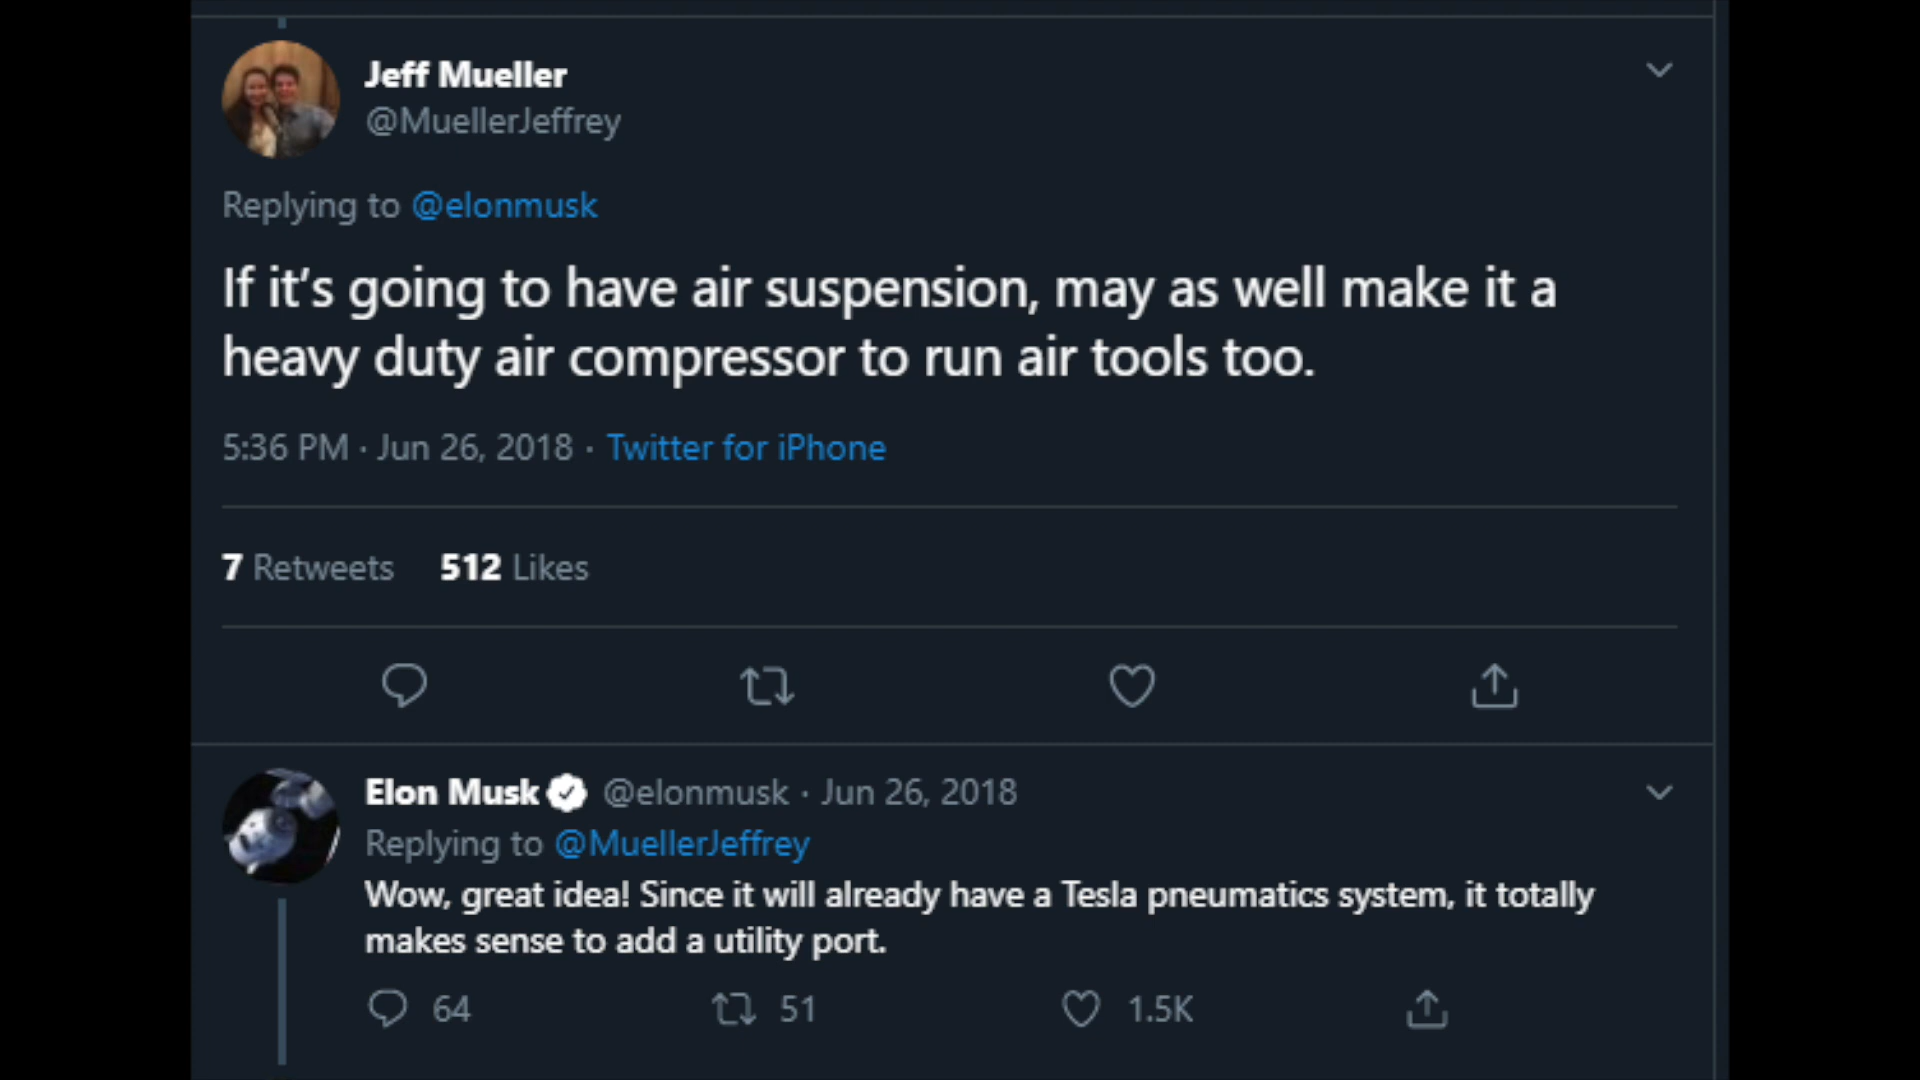 Jeff Mueller
@MuellerJeffrey
Replying to @elonmusk
If it's going to have air suspension, may as well make it a
heavy duty air compressor to run air tools too.
5:36 PM · Jun 26, 2018 · Twitter for iPhone
7 Retweets 512 Likes
Elon Musk @elonmusk · Jun 26, 2018
Replying to @MuellerJeffrey
Wow, great idea! Since it will already have a Tesla pneumatics system, it totally
makes sense to add a utility port.
64 51 1.5K